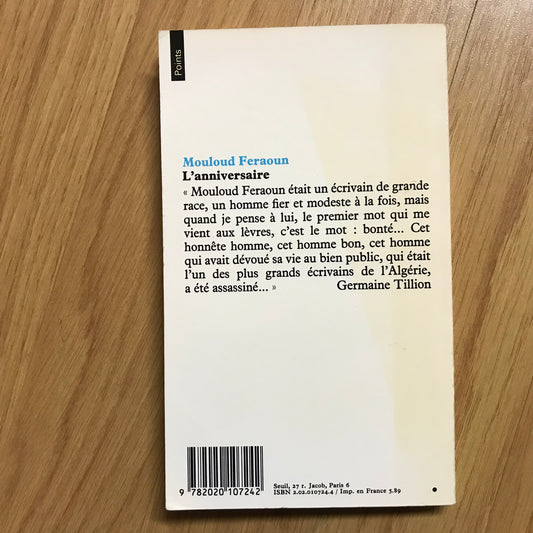 Points
Mouloud Feraoun
L'anniversaire
« Mouloud Feraoun était un écrivain de grande
race, un homme fier et modeste à la fois, mais
quand je pense à lui, le premier mot qui me
vient aux lèvres, c'est le mot : bonté... Cet
honnête homme, cet homme bon, cet homme
qui avait dévoué sa vie au bien public, qui était
l'un des plus grands écrivains de l'Algérie,
a été assassiné... » Germaine Tillion
9 782020 107242
Seuil, 27 r. Jacob, Paris 6
ISBN 2.02.010724.4 / Imp. en France 5.89